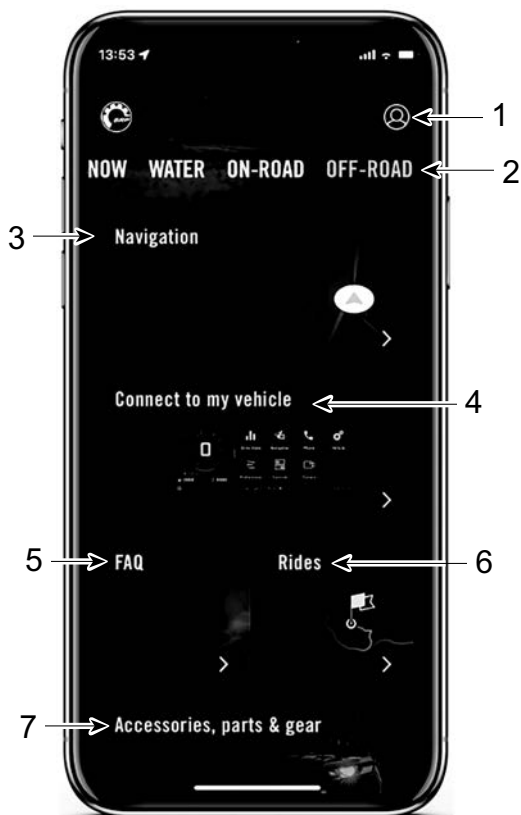 13:53
1
NOW WATER ON-ROAD OFF-ROAD
2
3
Navigation
Connect to my vehicle
4
5
FAQ
Rides
6
7
Accessories, parts & gear